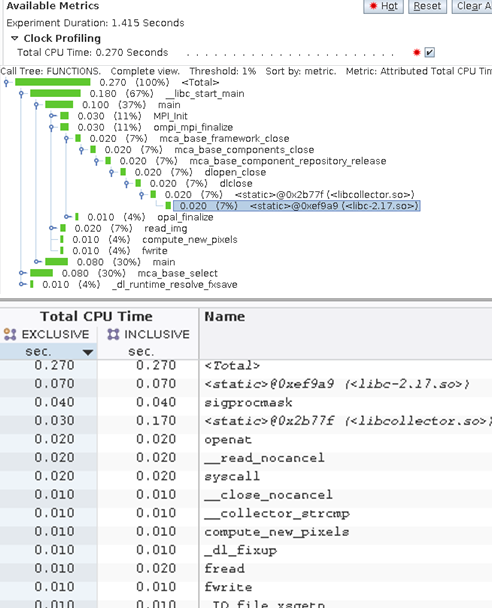 Available Metrics
Hot Reset Clear A
Experiment Duration: 1.415 Seconds
Clock Profiling
Total CPU Time: 0.270 Seconds
Call Tree: FUNCTIONS. Complete view. Threshold: 1% Sort by: metric. Metric: Attributed Total CPU Tim
0.270 (100%) <Total>
0.180 (67%) __libc_start_main
0.100 (37%) main
0.030 (11%) MPI_Init
0.030 (11%) ompi_mpi_finalize
0.020 (7%) mca_base_framework_close
0.020 (7%) mca_base_components_close
0.020 (7%) mca_base_component_repository_release
0.020 (7%) dlopen_close
0.020 (7%) dlclose
0.020 (7%) <static>@0x2b77f (<libcollector.so>)
0.020 (7%) <static>@0xef9a9 (<libc-2.17.so>)
0.010 (4%) opal_finalize
0.020 (7%) read_img
0.010 (4%) compute_new_pixels
0.010 (4%) fwrite
0.080 (30%) main
0.080 (30%) mca_base_select
0.010 (4%) _dl_runtime_resolve_fxsave
Total CPU Time Name
EXCLUSIVE INCLUSIVE
sec. sec.
0.270 0.270 <Total>
0.070 0.070 <static>@0xef9a9 (<libc-2.17.so>)
0.040 0.040 sigprocmask
0.030 0.170 <static>@0x2b77f (<libcollector.so>
0.020 0.020 openat
0.020 0.020 __read_nocancel
0.020 0.020 syscall
0.010 0.010 __close_nocancel
0.010 0.010 __collector_strcmp
0.010 0.010 compute_new_pixels
0.010 0.010 _dl_fixup
0.010 0.020 fread
0.010 0.010 fwrite